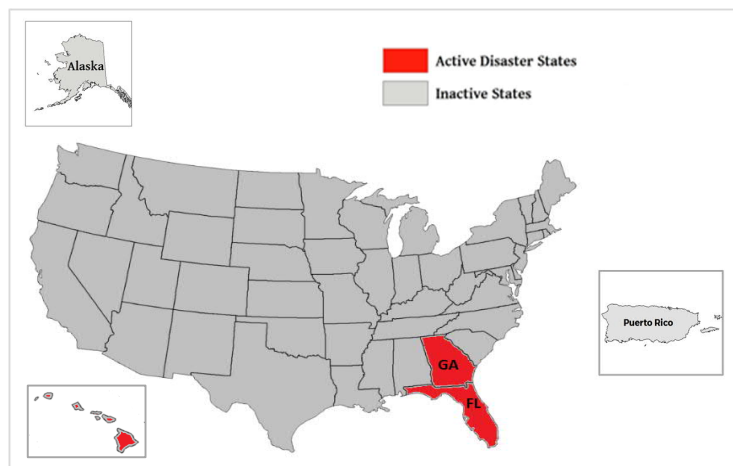 Alaska
Active Disaster States
Inactive States
Puerto Rico
GA
FL